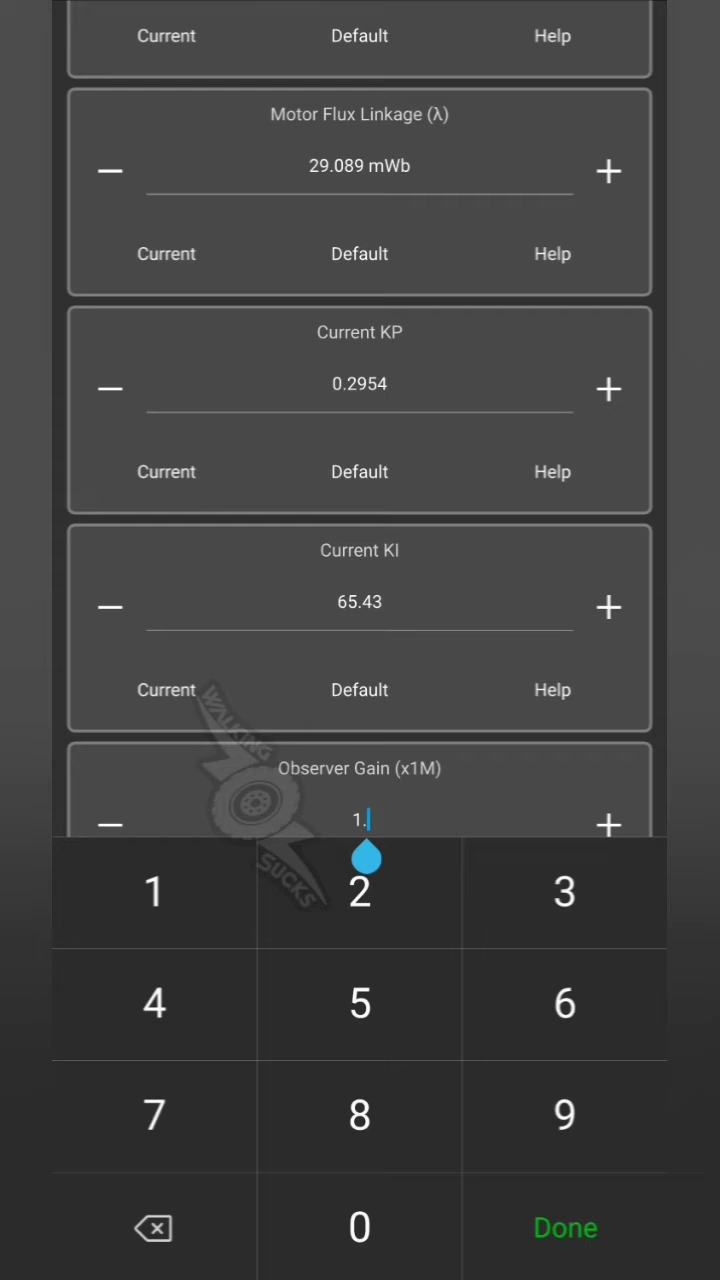 Current Default Help
Motor Flux Linkage (λ)
29.089 mWb
Current Default Help
Current KP
0.2954
Current Default Help
Current KI
65.43
Current Default Help
WALKING
SUCKS
Observer Gain (x1M)
1.
1 2 3
4 5 6
7 8 9
0 Done